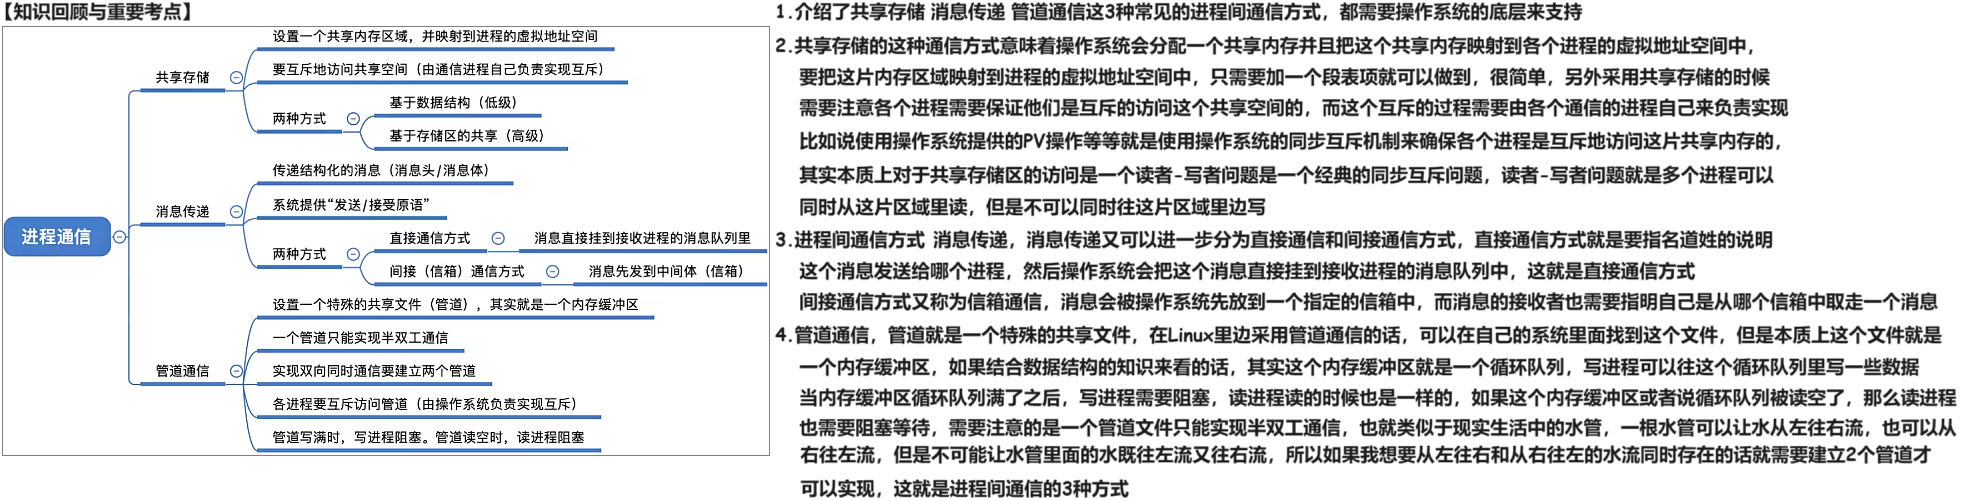 【知识回顾与重要考点】
进程通信
共享存储
设置一个共享内存区域，并映射到进程的虚拟地址空间
要互斥地访问共享空间（由通信进程自己负责实现互斥）
两种方式
基于数据结构（低级）
基于存储区的共享（高级）
消息传递
传递结构化的消息（消息头/消息体）
系统提供“发送/接受原语”
两种方式
直接通信方式
消息直接挂到接收进程的消息队列里
间接（信箱）通信方式
消息先发到中间体（信箱）
管道通信
设置一个特殊的共享文件（管道），其实就是一个内存缓冲区
一个管道只能实现半双工通信
实现双向同时通信要建立两个管道
各进程要互斥访问管道（由操作系统负责实现互斥）
管道写满时，写进程阻塞。管道读空时，读进程阻塞
1.介绍了共享存储 消息传递 管道通信这3种常见的进程间通信方式，都需要操作系统的底层来支持
2.共享存储的这种通信方式意味着操作系统会分配一个共享内存并且把这个共享内存映射到各个进程的虚拟地址空间中，
要把这片内存区域映射到进程的虚拟地址空间中，只需要加一个段表项就可以做到，很简单，另外采用共享存储的时候
需要注意各个进程需要保证他们是互斥的访问这个共享空间的，而这个互斥的过程需要由各个通信的进程自己来负责实现
比如说使用操作系统提供的PV操作等等就是使用操作系统的同步互斥机制来确保各个进程是互斥地访问这片共享内存的，
其实本质上对于共享存储区的访问是一个读者-写者问题是一个经典的同步互斥问题，读者-写者问题就是多个进程可以
同时从这片区域里读，但是不可以同时往这片区域里边写
3.进程间通信方式 消息传递，消息传递又可以进一步分为直接通信和间接通信方式，直接通信方式就是要指名道姓的说明
这个消息发送给哪个进程，然后操作系统会把这个消息直接挂到接收进程的消息队列中，这就是直接通信方式
间接通信方式又称为信箱通信，消息会被操作系统先放到一个指定的信箱中，而消息的接收者也需要指明自己是从哪个信箱中取走一个消息
4.管道通信，管道就是一个特殊的共享文件，在Linux里边采用管道通信的话，可以在自己的系统里面找到这个文件，但是本质上这个文件就是
一个内存缓冲区，如果结合数据结构的知识来看的话，其实这个内存缓冲区就是一个循环队列，写进程可以往这个循环队列里写一些数据
当内存缓冲区循环队列满了之后，写进程需要阻塞，读进程读的时候也是一样的，如果这个内存缓冲区或者说循环队列被读空了，那么读进程
也需要阻塞等待，需要注意的是一个管道文件只能实现半双工通信，也就类似于现实生活中的水管，一根水管可以让水从左往右流，也可以从
右往左流，但是不可能让水管里面的水既往左流又往右流，所以如果我想要从左往右和从右往左的水流同时存在的话就需要建立2个管道才
可以实现，这就是进程间通信的3种方式